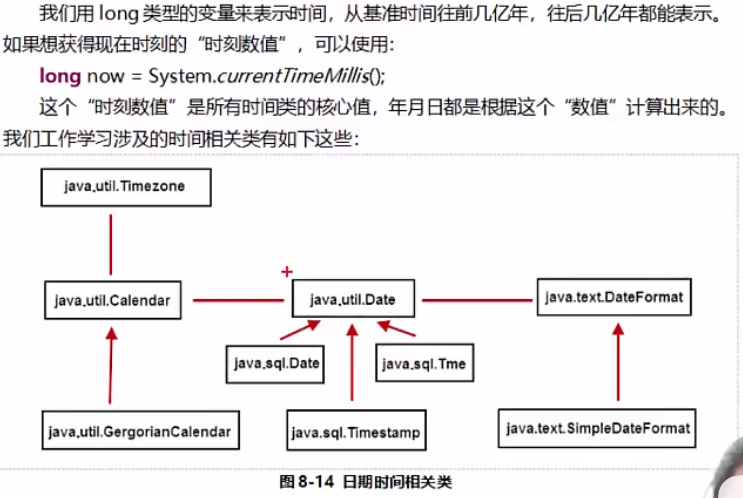 我们用 long 类型的变量来表示时间，从基准时间往前几亿年，往后几亿年都能表示。
如果想获得现在时刻的“时刻数值”，可以使用：
long now = System.currentTimeMillis();
这个“时刻数值”是所有时间类的核心值，年月日都是根据这个“数值”计算出来的。
我们工作学习涉及的时间相关类有如下这些：
java.util.Timezone
java.util.Calendar
java.util.Date
java.text.DateFormat
java.sql.Date
java.sql.Tme
java.util.GergorianCalendar
java.sql.Timestamp
java.text.SimpleDateFormat
图 8-14 日期时间相关类